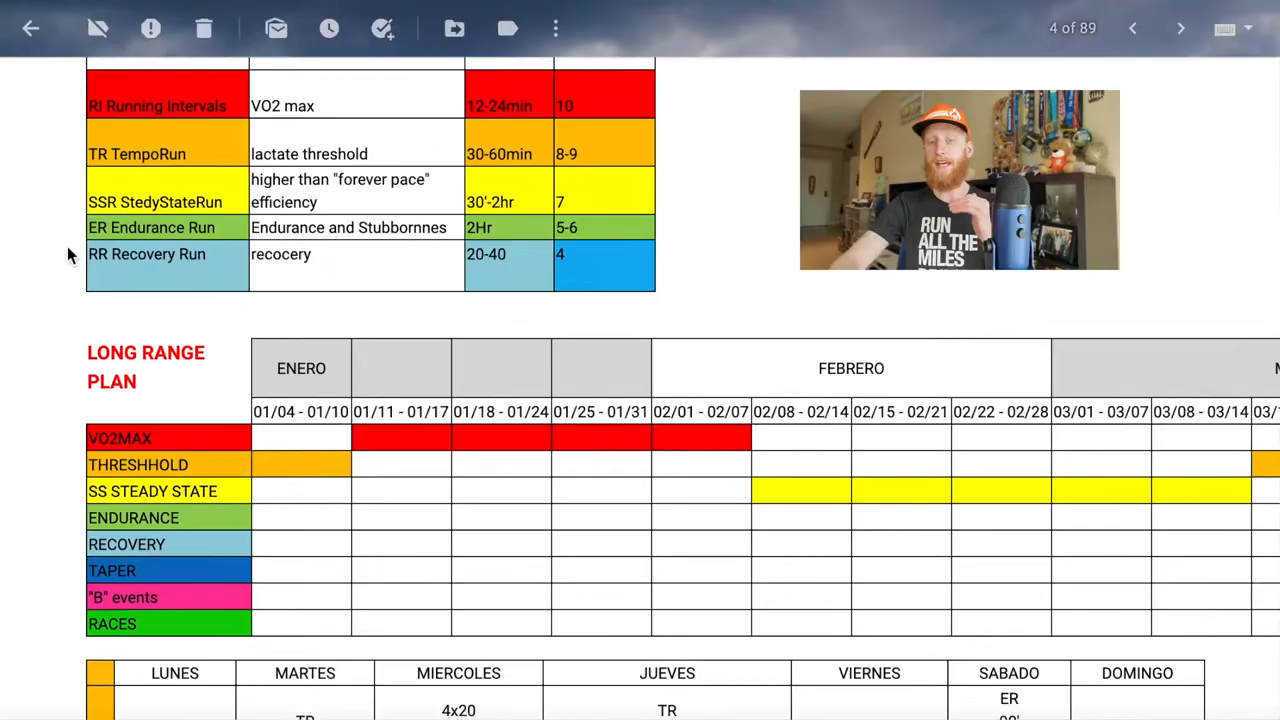 4 of 89
RI Running Intervals VO2 max 12-24min 10
TR TempoRun lactate threshold 30-60min 8-9
higher than "forever pace"
SSR StedyStateRun efficiency 30'-2hr 7
ER Endurance Run Endurance and Stubbornnes 2Hr 5-6
RR Recovery Run recocery 20-40 4
RUN
ALL THE
MILES
LONG RANGE
PLAN
ENERO FEBRERO
01/04 - 01/10 01/11 - 01/17 01/18 - 01/24 01/25 - 01/31 02/01 - 02/07 02/08 - 02/14 02/15 - 02/21 02/22 - 02/28 03/01 - 03/07 03/08 - 03/14
VO2MAX
THRESHHOLD
SS STEADY STATE
ENDURANCE
RECOVERY
TAPER
"B" events
RACES
LUNES MARTES MIERCOLES JUEVES VIERNES SABADO DOMINGO
ER
TR 4x20 TR